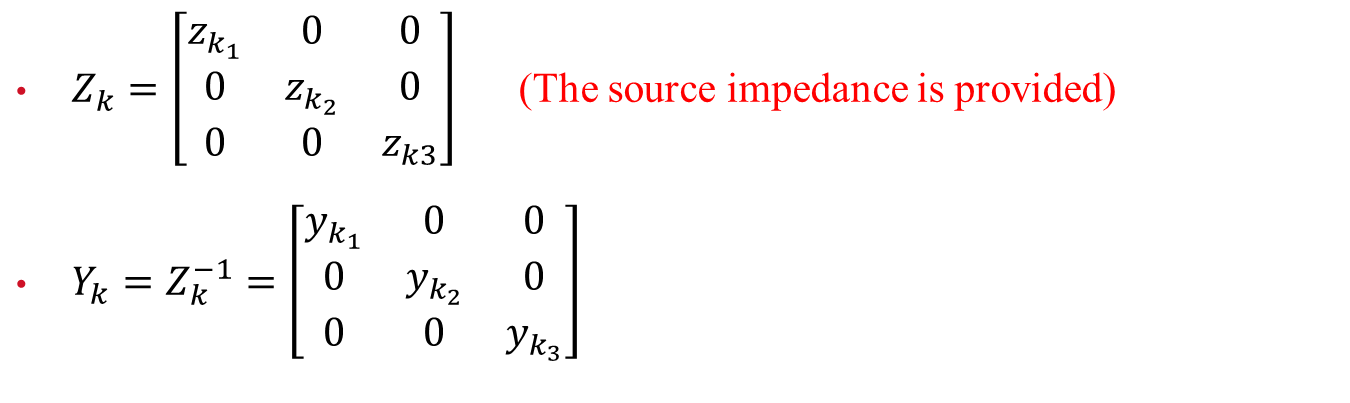 • Z_k = [z_{k_1} 0 0
0 z_{k_2} 0
0 0 z_{k3}] (The source impedance is provided)
• Y_k = Z_k^{-1} = [y_{k_1} 0 0
0 y_{k_2} 0
0 0 y_{k_3}]